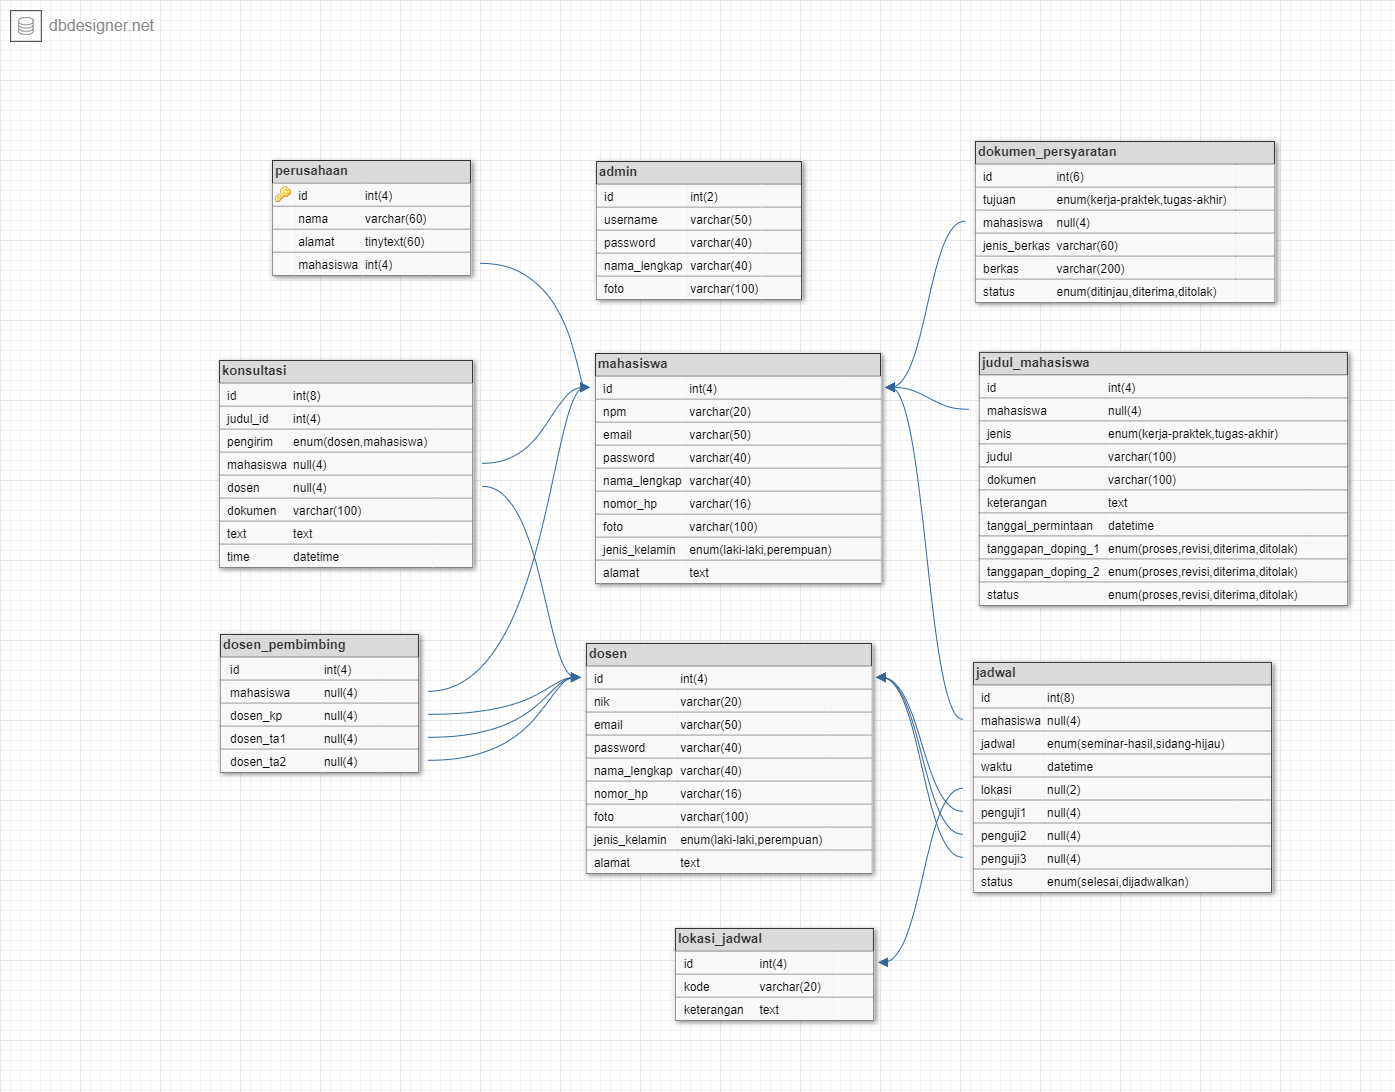 dbdesigner.net
perusahaan
id int(4)
nama varchar(60)
alamat tinytext(60)
mahasiswa int(4)
admin
id int(2)
username varchar(50)
password varchar(40)
nama_lengkap varchar(40)
foto varchar(100)
dokumen_persyaratan
id int(6)
tujuan enum(kerja-praktek,tugas-akhir)
mahasiswa null(4)
jenis_berkas varchar(60)
berkas varchar(200)
status enum(ditinjau,diterima,ditolak)
konsultasi
id int(8)
judul_id int(4)
pengirim enum(dosen,mahasiswa)
mahasiswa null(4)
dosen null(4)
dokumen varchar(100)
text text
time datetime
mahasiswa
id int(4)
npm varchar(20)
email varchar(50)
password varchar(40)
nama_lengkap varchar(40)
nomor_hp varchar(16)
foto varchar(100)
jenis_kelamin enum(laki-laki,perempuan)
alamat text
judul_mahasiswa
id int(4)
mahasiswa null(4)
jenis enum(kerja-praktek,tugas-akhir)
judul varchar(100)
dokumen varchar(100)
keterangan text
tanggal_permintaan datetime
tanggapan_doping_1 enum(proses,revisi,diterima,ditolak)
tanggapan_doping_2 enum(proses,revisi,diterima,ditolak)
status enum(proses,revisi,diterima,ditolak)
dosen_pembimbing
id int(4)
mahasiswa null(4)
dosen_kp null(4)
dosen_ta1 null(4)
dosen_ta2 null(4)
dosen
id int(4)
nik varchar(20)
email varchar(50)
password varchar(40)
nama_lengkap varchar(40)
nomor_hp varchar(16)
foto varchar(100)
jenis_kelamin enum(laki-laki,perempuan)
alamat text
jadwal
id int(8)
mahasiswa null(4)
jadwal enum(seminar-hasil,sidang-hijau)
waktu datetime
lokasi null(2)
penguji1 null(4)
penguji2 null(4)
penguji3 null(4)
status enum(selesai,dijadwalkan)
lokasi_jadwal
id int(4)
kode varchar(20)
keterangan text